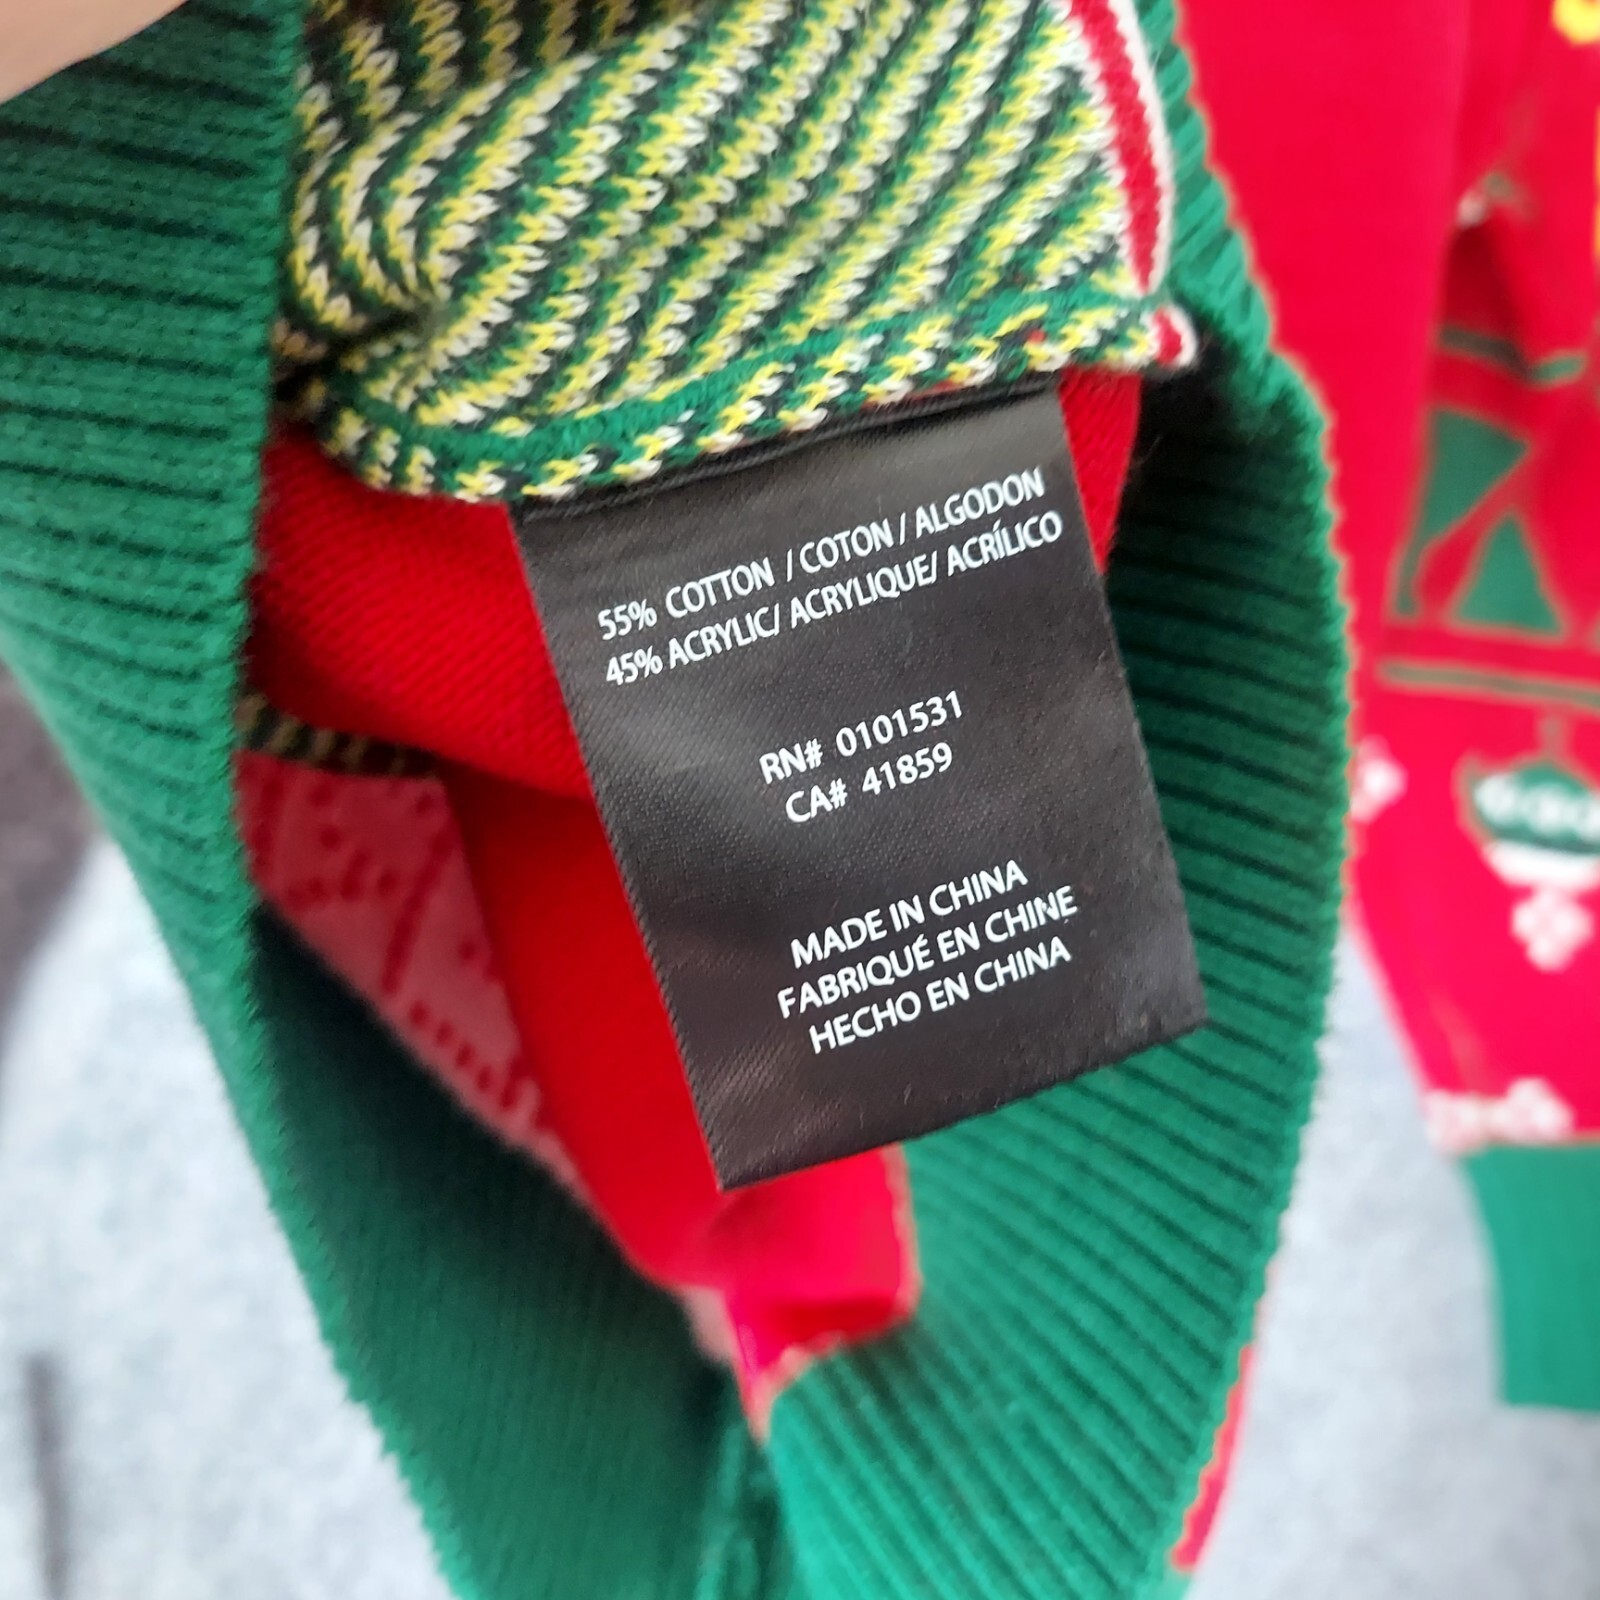 55% COTTON / COTON / ALGODON
45% ACRYLIC/ ACRYLIQUE/ ACRÍLICO
RN# 0101531
CA# 41859
MADE IN CHINA
FABRIQUÉ EN CHINE
HECHO EN CHINA